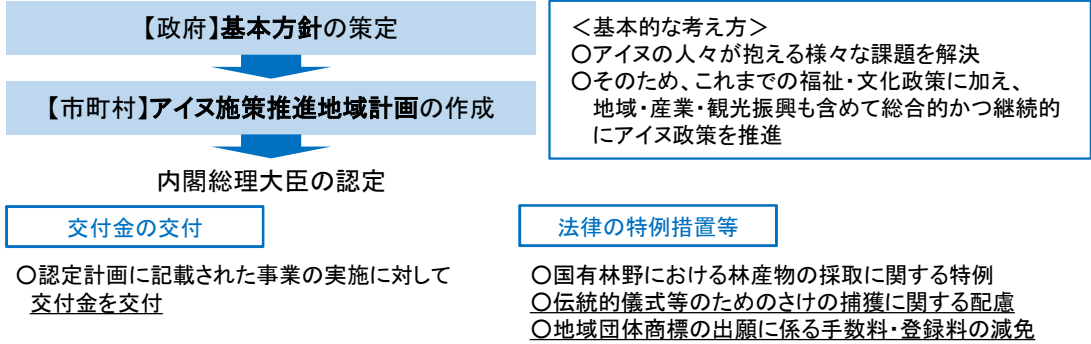 【政府】基本方針の策定
【市町村】アイヌ施策推進地域計画の作成
内閣総理大臣の認定
＜基本的な考え方＞
○アイヌの人々が抱える様々な課題を解決
○そのため、これまでの福祉・文化政策に加え、
地域・産業・観光振興も含めて総合的かつ継続的
にアイヌ政策を推進
交付金の交付
○認定計画に記載された事業の実施に対して
交付金を交付
法律の特例措置等
○国有林野における林産物の採取に関する特例
○伝統的儀式等のためのさけの捕獲に関する配慮
○地域団体商標の出願に係る手数料・登録料の減免